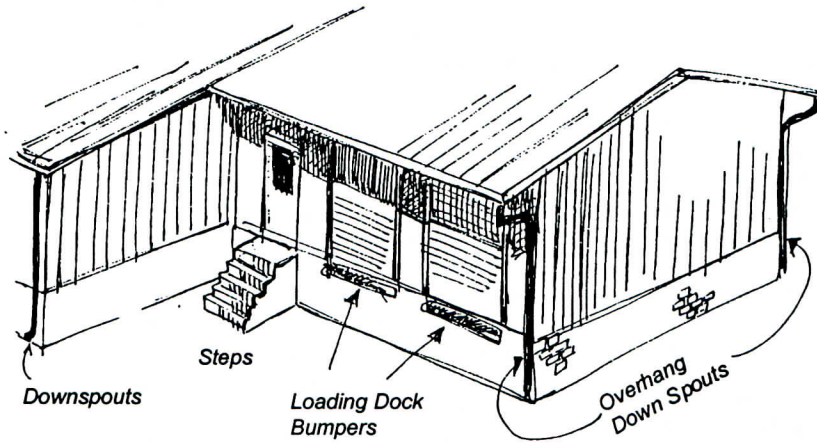 Steps
Downspouts
Loading Dock
Bumpers
Overhang
Down Spouts